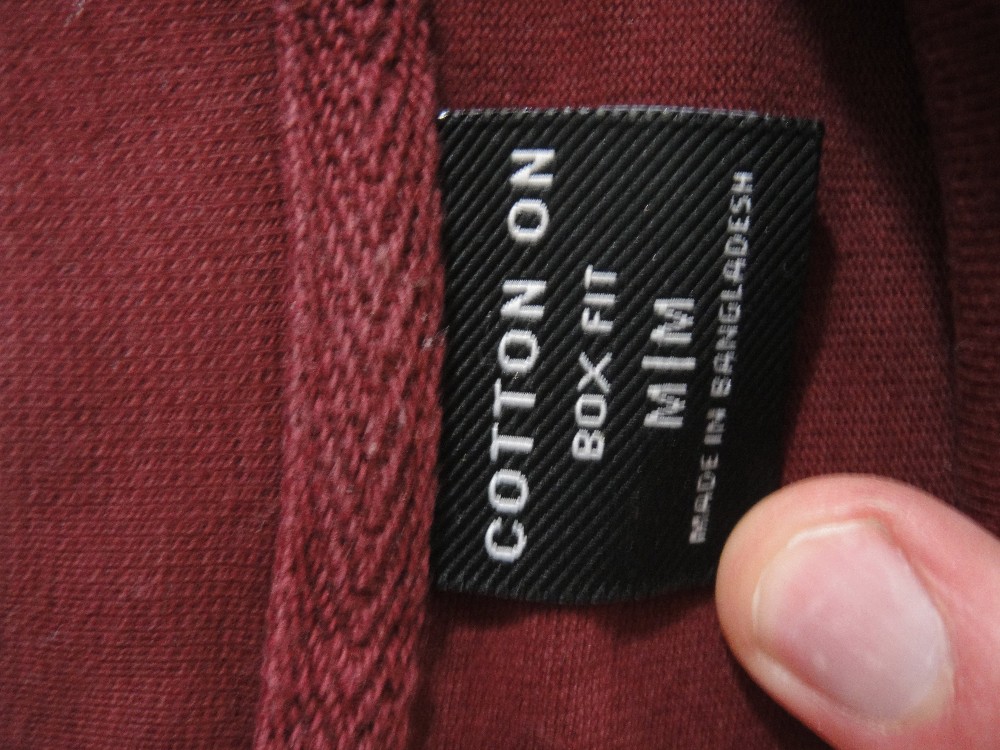 COTTON ON
BOX FIT
M|M
MADE IN BANGLADESH